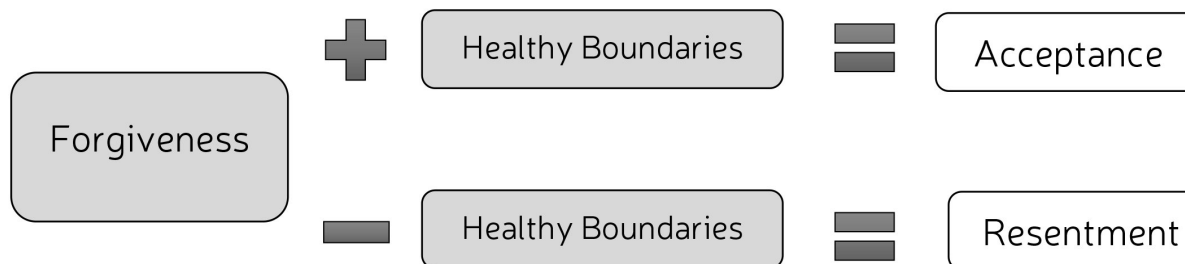 Forgiveness
Healthy Boundaries
Acceptance
Healthy Boundaries
Resentment